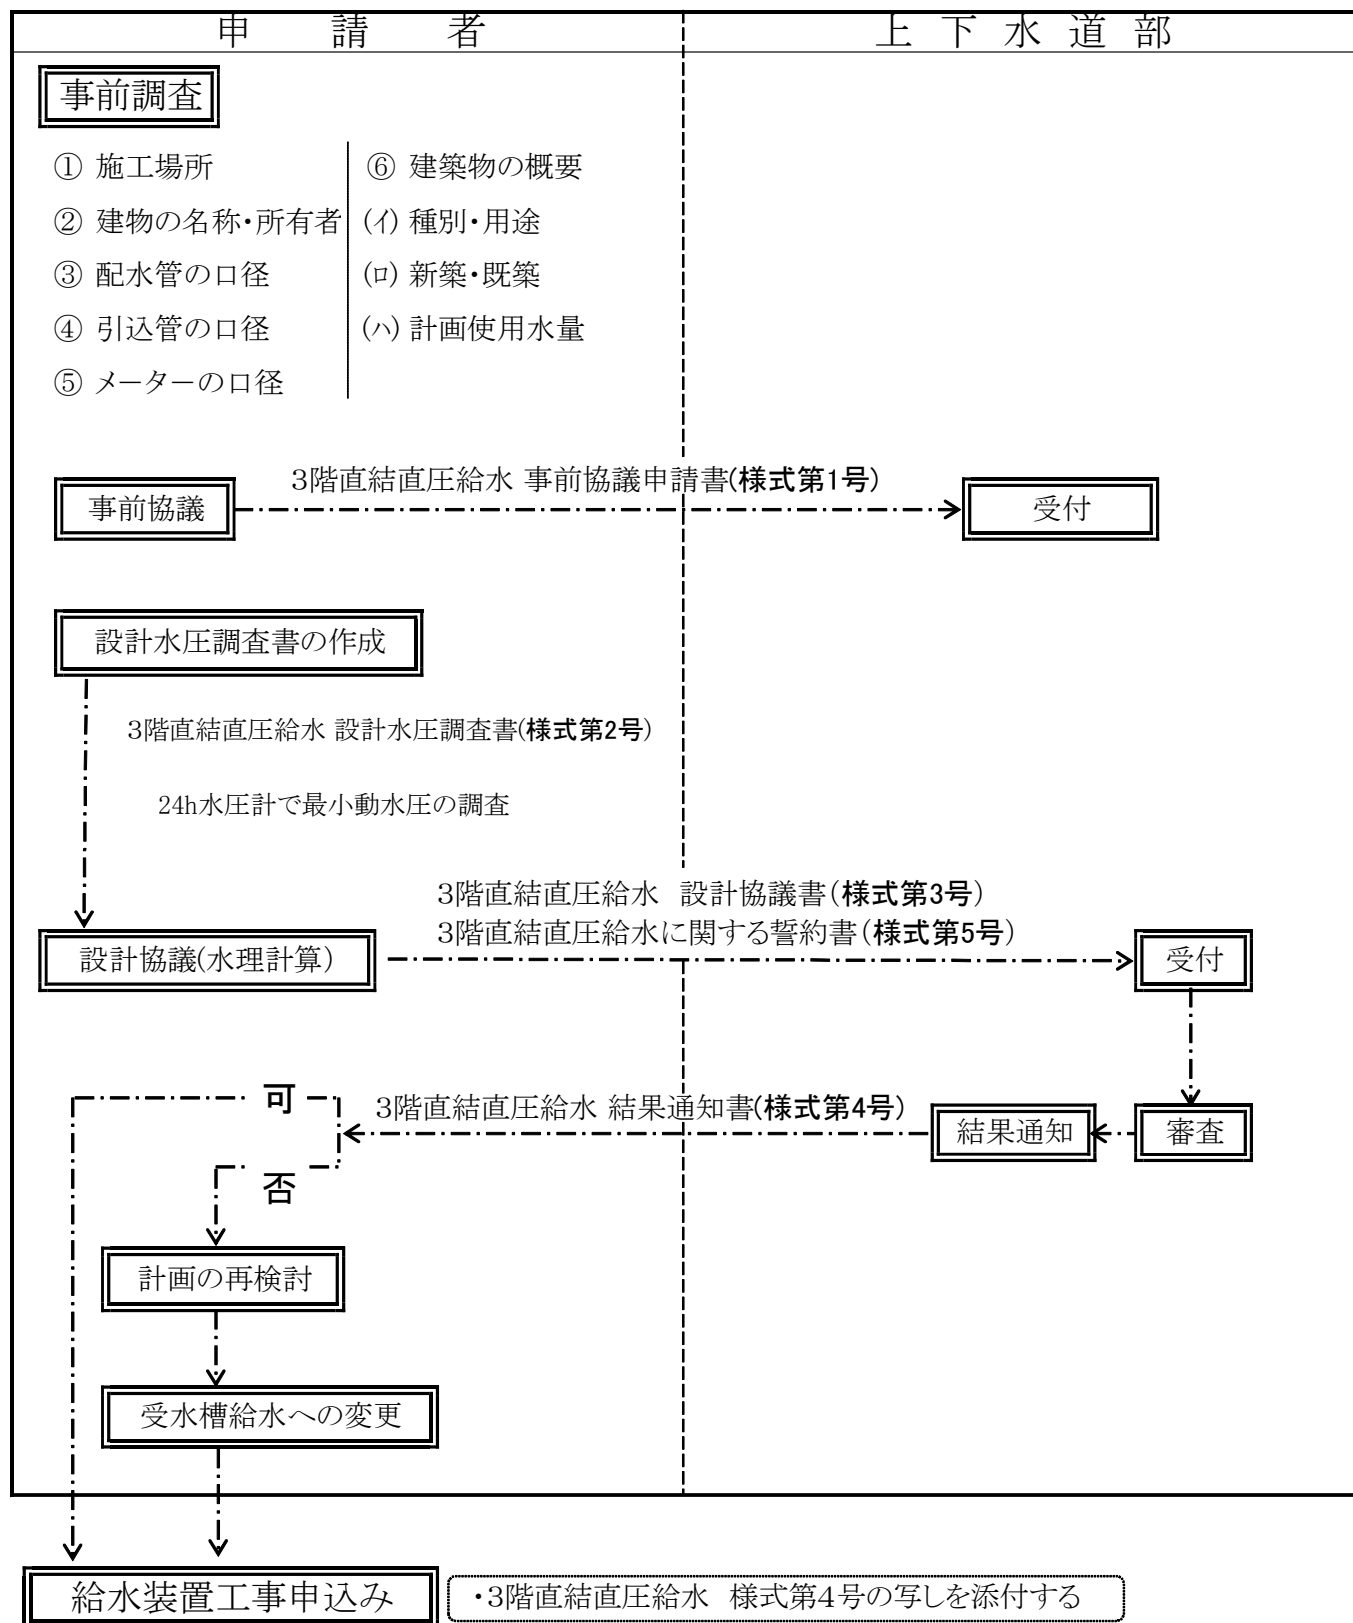 申請者
上下水道部
事前調査
① 施工場所
② 建物の名称・所有者
③ 配水管の口径
④ 引込管の口径
⑤ メーターの口径
⑥ 建築物の概要
(イ) 種別・用途
(ロ) 新築・既築
(ハ) 計画使用水量
3階直結直圧給水 事前協議申請書(様式第1号)
事前協議
受付
設計水圧調査書の作成
3階直結直圧給水 設計水圧調査書(様式第2号)
24h水圧計で最小動水圧の調査
3階直結直圧給水 設計協議書(様式第3号)
3階直結直圧給水に関する誓約書(様式第5号)
設計協議(水理計算)
受付
可
3階直結直圧給水 結果通知書(様式第4号)
結果通知
審査
否
計画の再検討
受水槽給水への変更
給水装置工事申込み
・3階直結直圧給水 様式第4号の写しを添付する